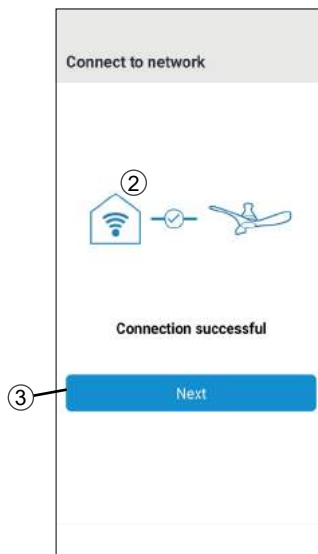 Connect to network
②
Connection successful
③
Next